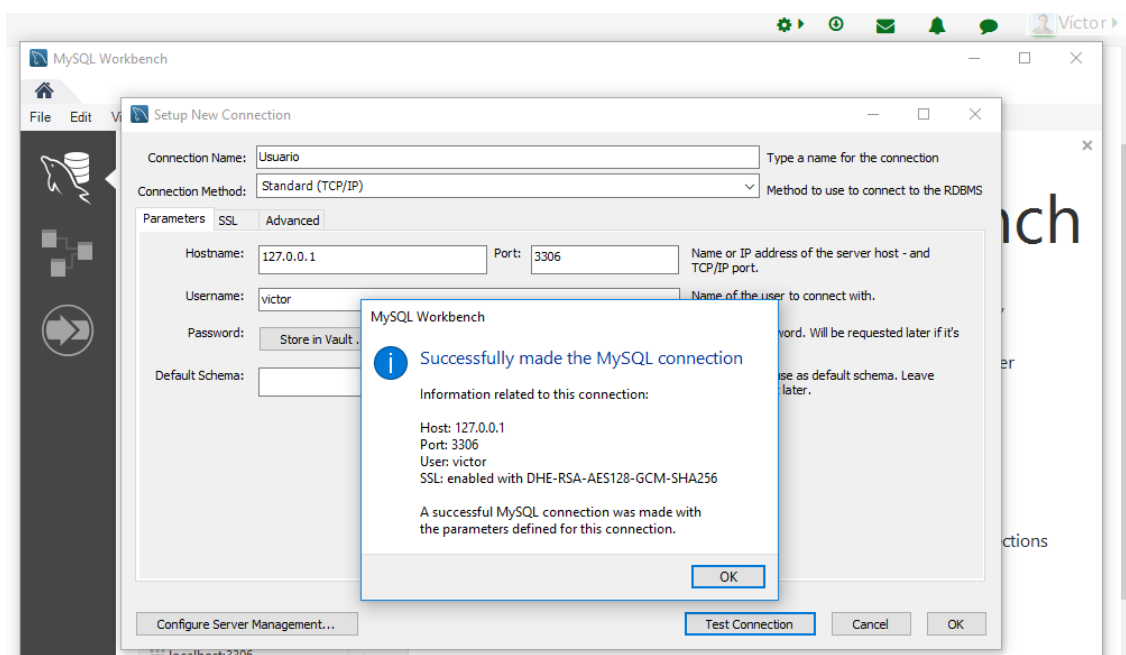 Víctor
MySQL Workbench
File Edit Vi
Setup New Connection
Connection Name: Usuario Type a name for the connection
Connection Method: Standard (TCP/IP) Method to use to connect to the RDBMS
Parameters SSL Advanced
Hostname: 127.0.0.1 Port: 3306 Name or IP address of the server host - and
TCP/IP port.
Username: victor Name of the user to connect with.
Password: Store in Vault . word. Will be requested later if it's
Default Schema: use as default schema. Leave
later.
MySQL Workbench
Successfully made the MySQL connection
Information related to this connection:
Host: 127.0.0.1
Port: 3306
User: victor
SSL: enabled with DHE-RSA-AES128-GCM-SHA256
A successful MySQL connection was made with
the parameters defined for this connection.
OK
Configure Server Management... Test Connection Cancel OK
nch
er
ctions
localhost:3306